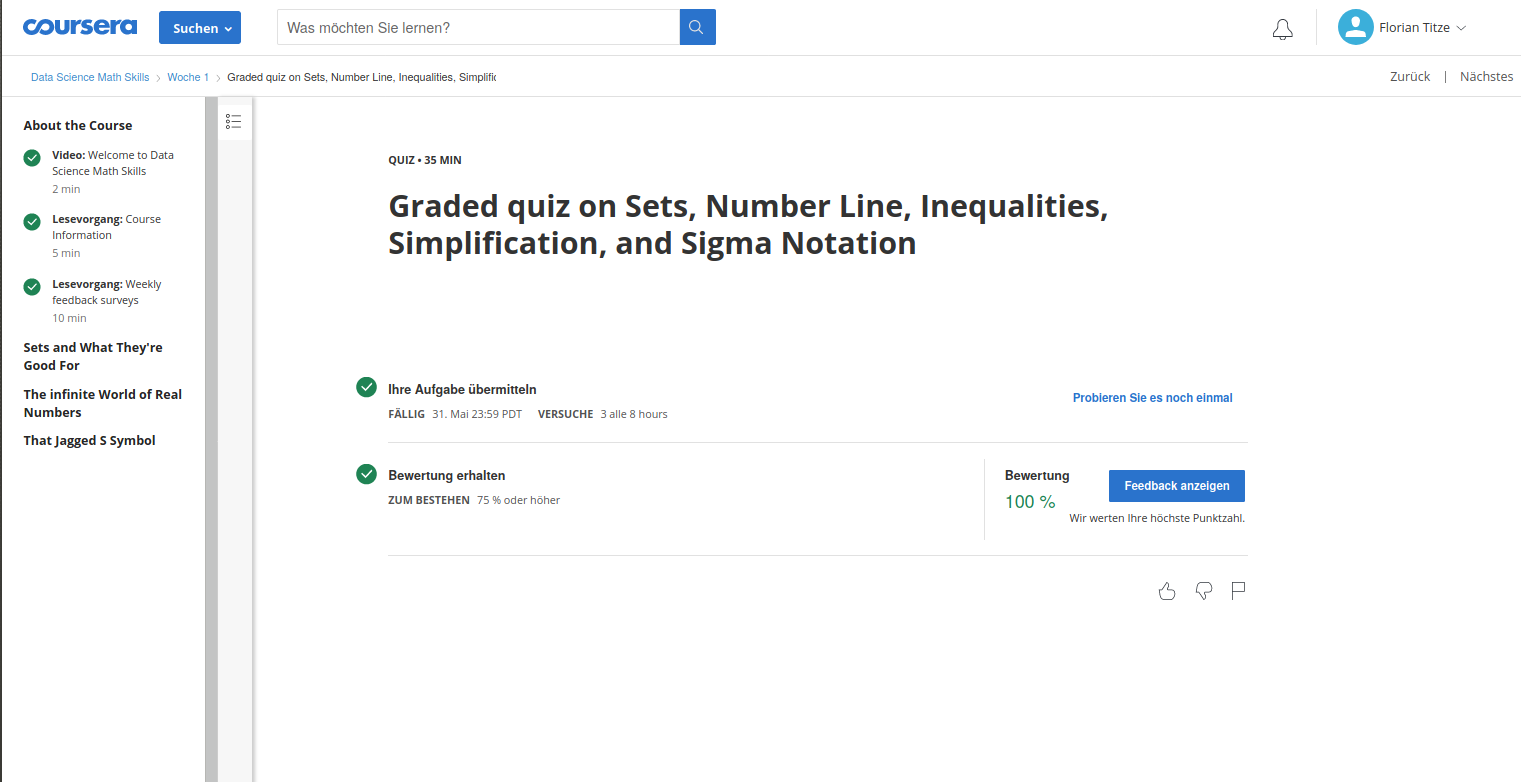 coursera
Suchen
Was möchten Sie lernen?
Florian Titze
Data Science Math Skills > Woche 1 > Graded quiz on Sets, Number Line, Inequalities, Simplific
Zurück | Nächstes
About the Course
Video: Welcome to Data
Science Math Skills
2 min
Lesevorgang: Course
Information
5 min
Lesevorgang: Weekly
feedback surveys
10 min
Sets and What They're
Good For
The infinite World of Real
Numbers
That Jagged S Symbol
QUIZ • 35 MIN
Graded quiz on Sets, Number Line, Inequalities,
Simplification, and Sigma Notation
Ihre Aufgabe übermitteln
FÄLLIG 31. Mai 23:59 PDT VERSUCHE 3 alle 8 hours
Probieren Sie es noch einmal
Bewertung erhalten
ZUM BESTEHEN 75 % oder höher
Bewertung
100 %
Feedback anzeigen
Wir werten Ihre höchste Punktzahl.